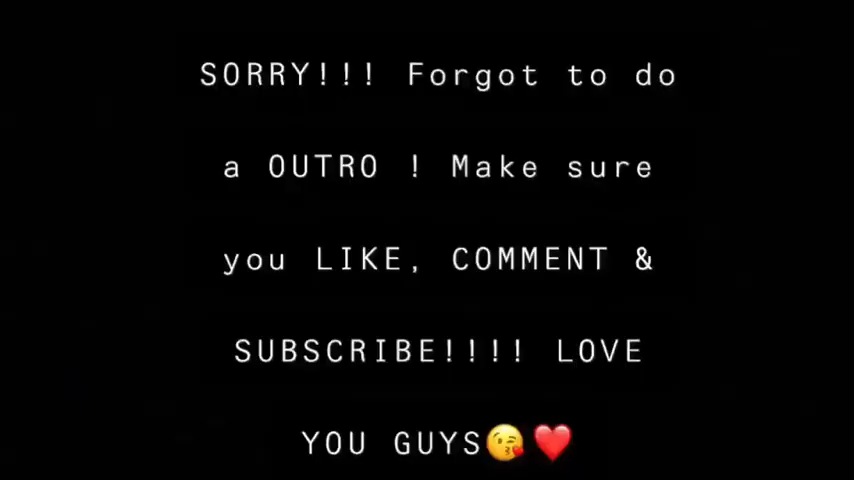 SORRY!!! Forgot to do
a OUTRO ! Make sure
you LIKE, COMMENT &
SUBSCRIBE!!!! LOVE
YOU GUYS😘❤️